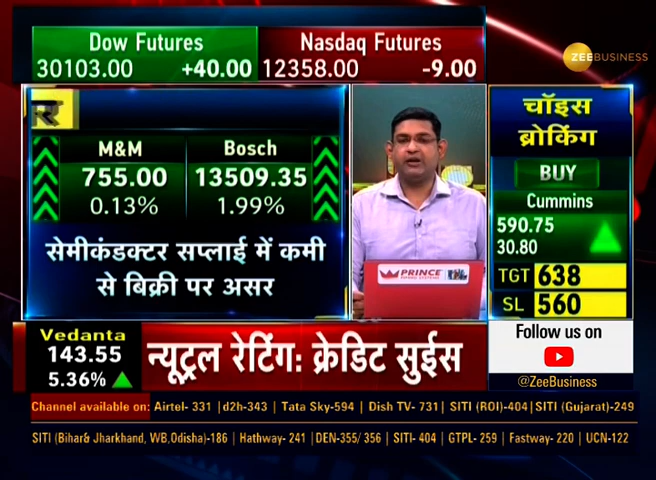 Dow Futures
30103.00 +40.00
Nasdaq Futures
12358.00 -9.00
ZEE BUSINESS
M&M
755.00
0.13%
Bosch
13509.35
1.99%
सेमीकंडक्टर सप्लाई में कमी
से बिक्री पर असर
PRINCE
चॉइस
ब्रोकिंग
BUY
Cummins
590.75
30.80
TGT 638
SL 560
Vedanta
143.55
5.36%
न्यूट्रल रेटिंग: क्रेडिट सुईस
Follow us on
@ZeeBusiness
Channel available on: Airtel- 331 | d2h-343 | Tata Sky-594 | Dish TV- 731| SITI (ROI)-404| SITI (Gujarat)-249
SITI (Bihar& Jharkhand, WB,Odisha)-186 | Hathway- 241 |DEN-355/ 356 | SITI- 404 | GTPL- 259 | Fastway- 220 | UCN-122